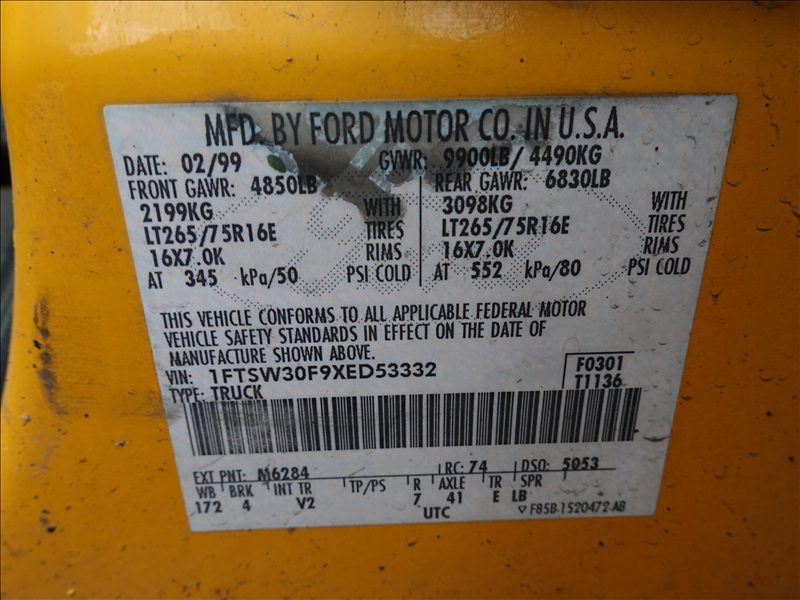 MFD. BY FORD MOTOR CO. IN U.S.A.
DATE: 02/99 GVWR: 9900LB/ 4490KG
FRONT GAWR: 4850LB REAR GAWR: 6830LB
2199KG WITH 3098KG WITH
LT265/75R16E TIRES LT265/75R16E TIRES
16X7.0K RIMS 16X7.0K RIMS
AT 345 kPa/50 PSI COLD AT 552 kPa/80 PSI COLD
THIS VEHICLE CONFORMS TO ALL APPLICABLE FEDERAL MOTOR
VEHICLE SAFETY STANDARDS IN EFFECT ON THE DATE OF
MANUFACTURE SHOWN ABOVE.
VIN: 1FTSW30F9XED53332 F0301
TYPE: TRUCK T1136
EXT PNT: M6284 RC: 74 DSO: 5053
WB BRK INT TR TP/PS R AXLE TR SPR
172 4 V2 7 41 E LB
UTC ▽ F85B-1520472-AB